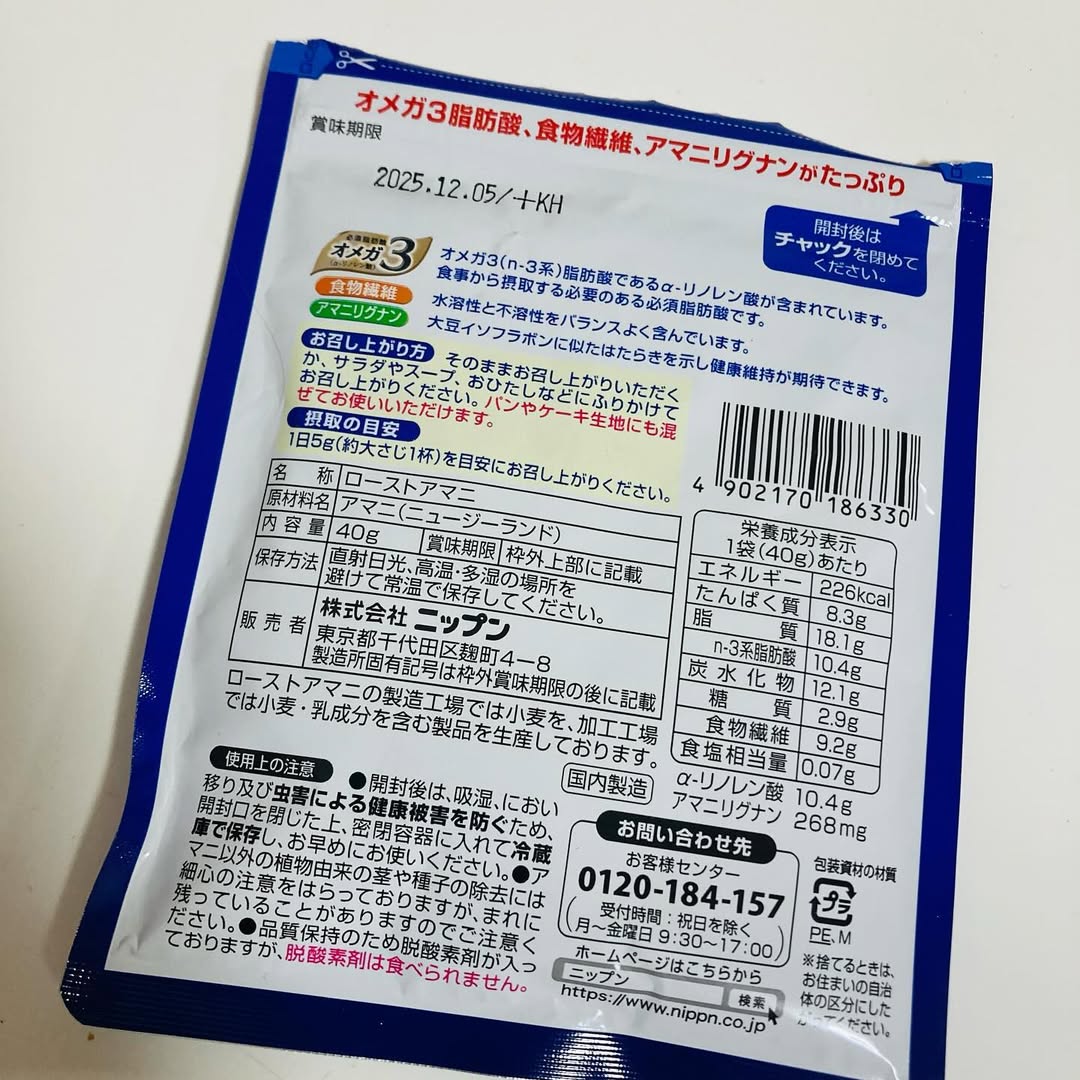 オメガ3脂肪酸、食物繊維、アマニリグナンがたっぷり
賞味期限
2025.12.05/+KH
開封後は
チャックを閉めて
ください。
必須脂肪酸
オメガ3
(α-リノレン酸)
オメガ3(n-3系)脂肪酸であるα-リノレン酸が含まれています。
食事から摂取する必要のある必須脂肪酸です。
食物繊維
水溶性と不溶性をバランスよく含んでいます。
アマニリグナン
大豆イソフラボンに似たはたらきを示し健康維持が期待できます。
お召し上がり方 そのままお召し上がりいただく
か、サラダやスープ、おひたしなどにふりかけて
お召し上がりください。パンやケーキ生地にも混
ぜてお使いいただけます。
摂取の目安
1日5g(約大さじ1杯)を目安にお召し上がりください。
4 902170 186330
名称 ローストアマニ
原材料名 アマニ(ニュージーランド)
内容量 40g 賞味期限 枠外上部に記載
保存方法 直射日光、高温・多湿の場所を
避けて常温で保存してください。
販売者 株式会社 ニップン
東京都千代田区麹町4-8
製造所固有記号は枠外賞味期限の後に記載
ローストアマニの製造工場では小麦を、加工工場
では小麦・乳成分を含む製品を生産しております。
国内製造
栄養成分表示
1袋(40g)あたり
エネルギー 226kcal
たんぱく質 8.3g
脂質 18.1g
n-3系脂肪酸 10.4g
炭水化物 12.1g
糖質 2.9g
食物繊維 9.2g
食塩相当量 0.07g
α-リノレン酸 10.4g
アマニリグナン 268mg
使用上の注意 ●開封後は、吸湿、におい
移り及び虫害による健康被害を防ぐため、
開封口を閉じた上、密閉容器に入れて冷蔵
庫で保存し、お早めにお使いください。●ア
マニ以外の植物由来の茎や種子の除去には
細心の注意をはらっておりますが、まれに
残っていることがありますのでご注意く
ださい。●品質保持のため脱酸素剤が入っ
ておりますが、脱酸素剤は食べられません。
お問い合わせ先
お客様センター
0120-184-157
受付時間:祝日を除く
月~金曜日 9:30~17:00
ホームページはこちらから
ニップン 検索
https://www.nippn.co.jp
包装資材の材質
プラ
PE、M
※捨てるときは、
お住まいの自治
体の区分にした
がってください。